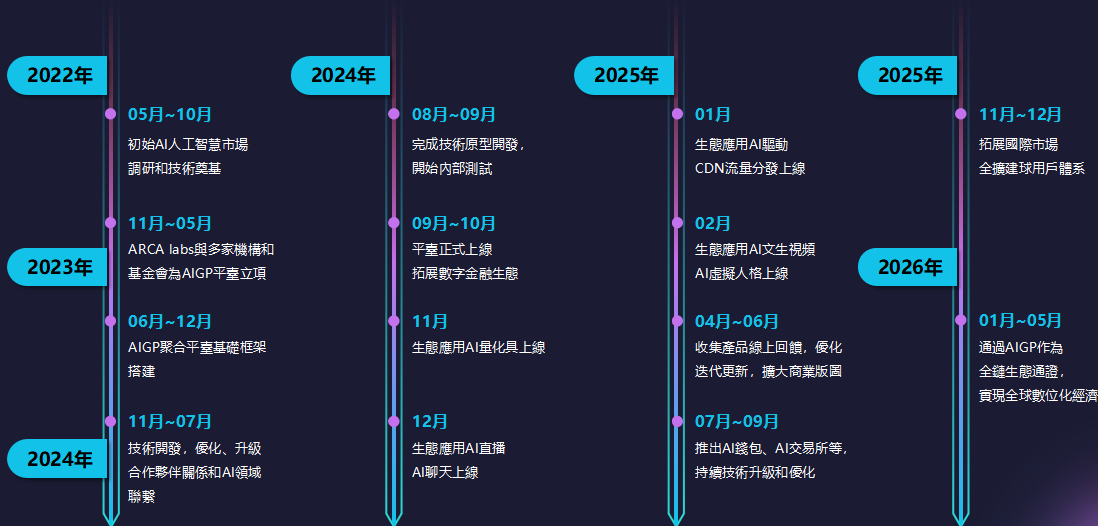 2022年
05月~10月
初始AI人工智慧市場
調研和技術奠基
11月~05月
ARCA labs與多家機構和
基金會為AIGP平臺立項
2023年
06月~12月
AIGP聚合平臺基礎框架
搭建
11月~07月
技術開發，優化、升級
合作夥伴關係和AI領域
聯繫
2024年
2024年
08月~09月
完成技術原型開發，
開始內部測試
09月~10月
平臺正式上線
拓展數字金融生態
11月
生態應用AI量化具上線
12月
生態應用AI直播
AI聊天上線
2025年
01月
生態應用AI驅動
CDN流量分發上線
02月
生態應用AI文生視頻
AI虛擬人格上線
04月~06月
收集產品線上回饋，優化
迭代更新，擴大商業版圖
07月~09月
推出AI錢包、AI交易所等，
持續技術升級和優化
2025年
11月~12月
拓展國際市場
全擴建球用戶體系
2026年
01月~05月
通過AIGP作為
全鏈生態通證，
實現全球數位化經濟